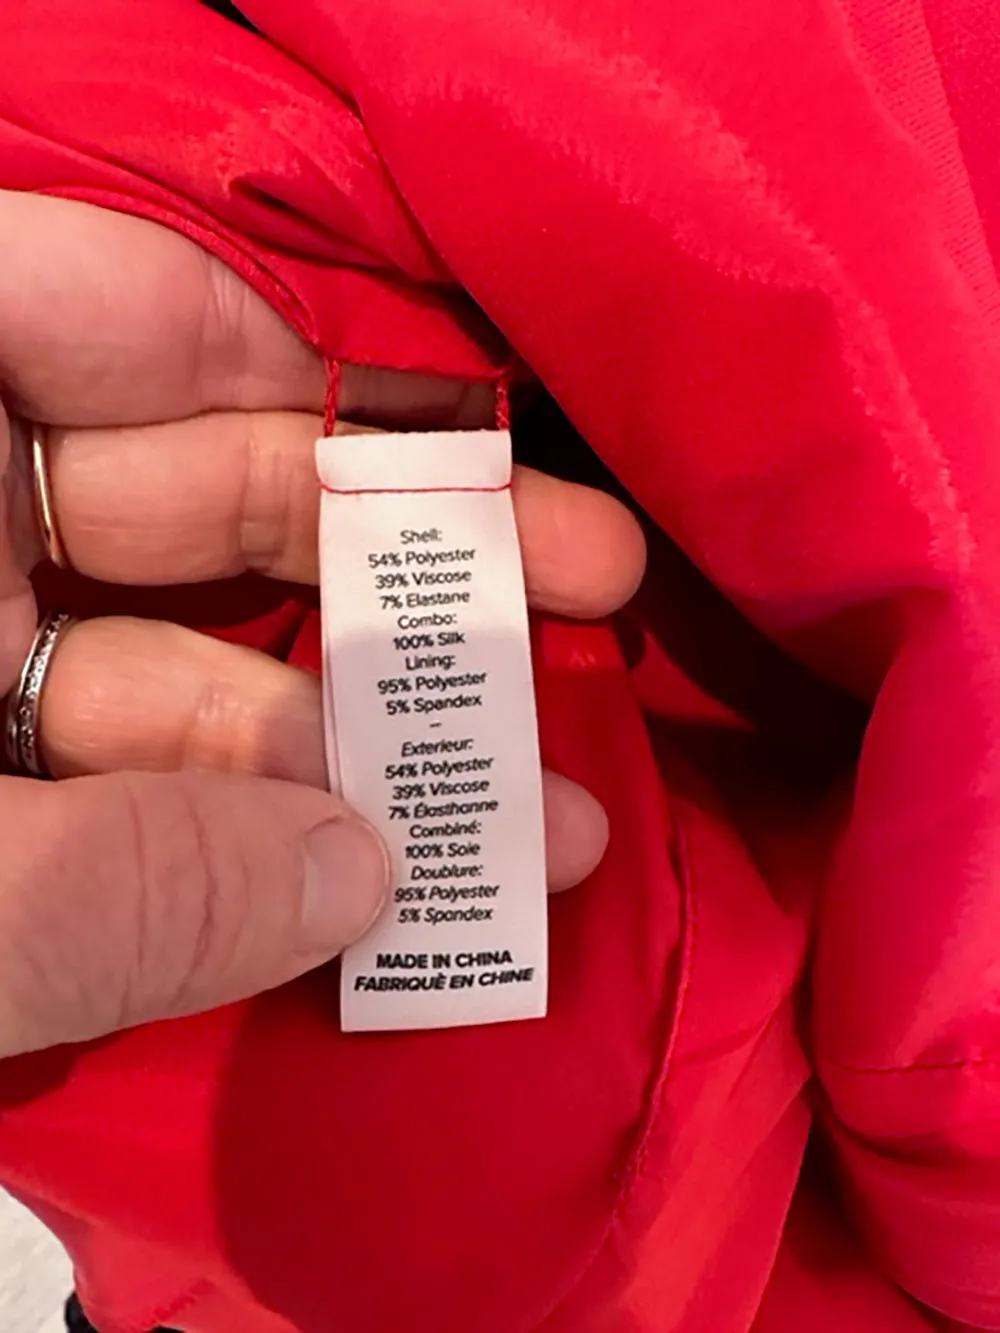 Shell:
54% Polyester
39% Viscose
7% Elastane
Combo:
100% Silk
Lining:
95% Polyester
5% Spandex
–
Exterieur:
54% Polyester
39% Viscose
7% Élasthanne
Combiné:
100% Soie
Doublure:
95% Polyester
5% Spandex
MADE IN CHINA
FABRIQUÈ EN CHINE